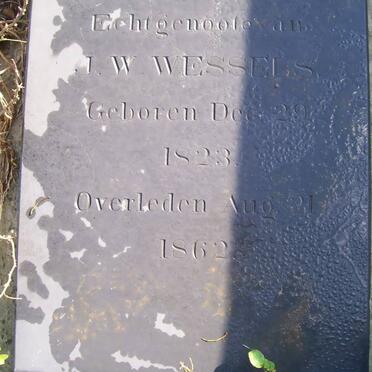 Echtgenoote van
J. W. WESSELS
Geboren Dec. 29
1823.
Overleden Aug. 21
1862.